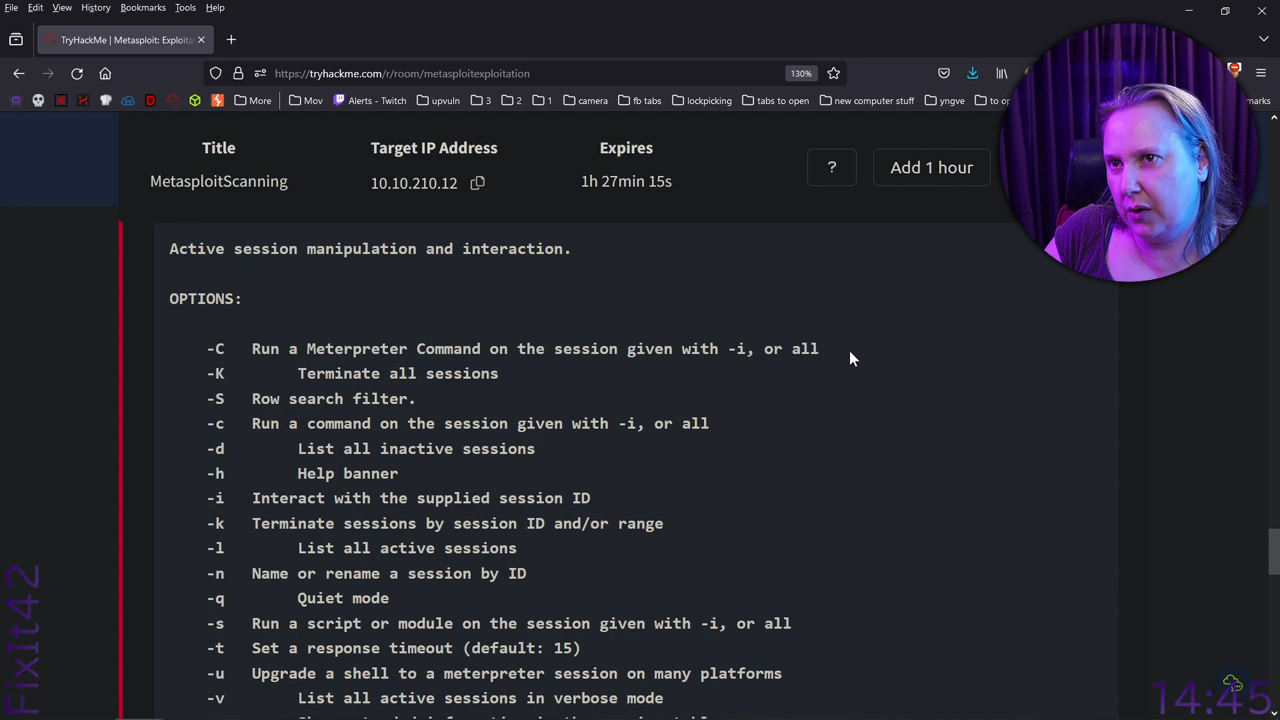 File Edit View History Bookmarks Tools Help
TryHackMe | Metasploit: Exploita
https://tryhackme.com/r/room/metasploitexploitation
130%
More Mov Alerts - Twitch upvuln 3 2 1 camera fb tabs lockpicking tabs to open new computer stuff yngve to op
Title Target IP Address Expires
MetasploitScanning 10.10.210.12 1h 27min 15s
? Add 1 hour
Active session manipulation and interaction.
OPTIONS:
-C Run a Meterpreter Command on the session given with -i, or all
-K Terminate all sessions
-S Row search filter.
-c Run a command on the session given with -i, or all
-d List all inactive sessions
-h Help banner
-i Interact with the supplied session ID
-k Terminate sessions by session ID and/or range
-l List all active sessions
-n Name or rename a session by ID
-q Quiet mode
-s Run a script or module on the session given with -i, or all
-t Set a response timeout (default: 15)
-u Upgrade a shell to a meterpreter session on many platforms
-v List all active sessions in verbose mode
FixIt42
14:45